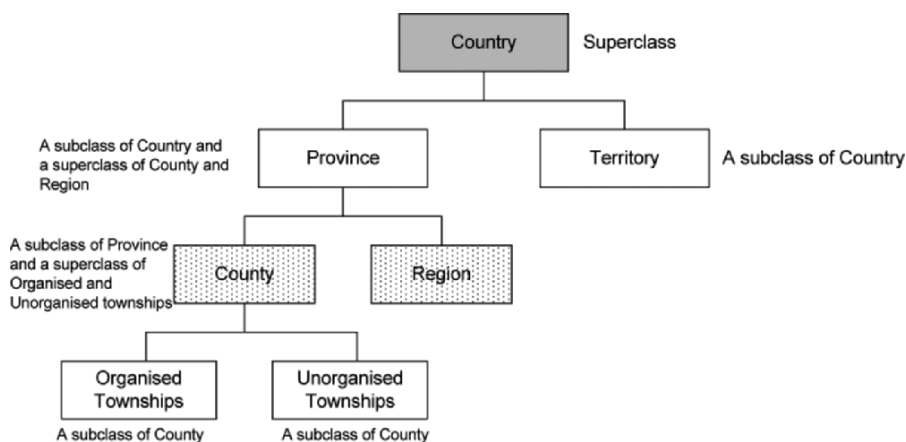 Country
Superclass
A subclass of Country and
a superclass of County and
Region
Province
Territory
A subclass of Country
A subclass of Province
and a superclass of
Organised and
Unorganised townships
County
Region
Organised
Townships
Unorganised
Townships
A subclass of County
A subclass of County